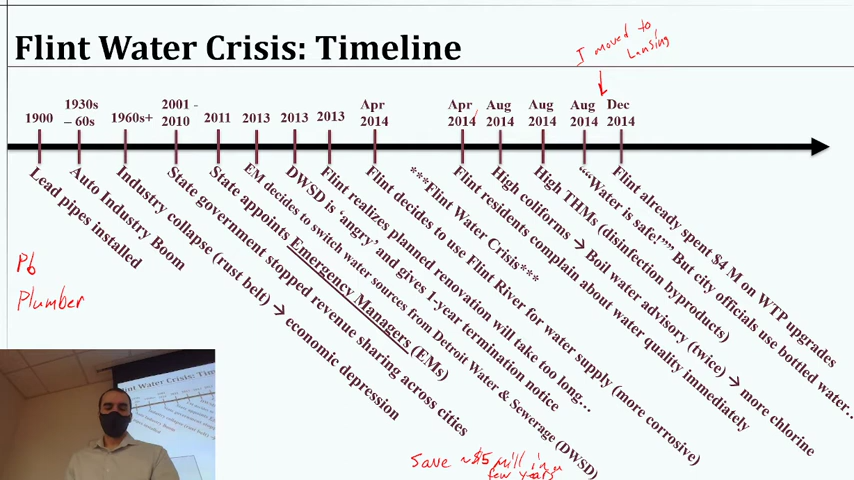 Flint Water Crisis: Timeline
I moved to
Lansing
1900
1930s
– 60s
1960s+
2001 -
2010
2011
2013
2013
2013
Apr
2014
Apr
2014
Aug
2014
Aug
2014
Aug
2014
Dec
2014
Lead pipes installed
Auto Industry Boom
Industry collapse (rust belt) → economic depression
State government stopped revenue sharing across cities
State appoints Emergency Managers (EMs)
EM decides to switch water sources from Detroit Water & Sewerage (DWSD)
DWSD is 'angry' and gives 1-year termination notice
Flint realizes planned renovation will take too long...
Flint decides to use Flint River for water supply (more corrosive)
***Flint Water Crisis***
Flint residents complain about water quality immediately
High coliforms → Boil water advisory (twice) → more chlorine
High THMs (disinfection byproducts)
""Water is safe!"" But city officials use bottled water...
Flint already spent $4 M on WTP upgrades
Pb
Plumber
Save ~$5 mill in a
few years
Flint Water Crisis: Time